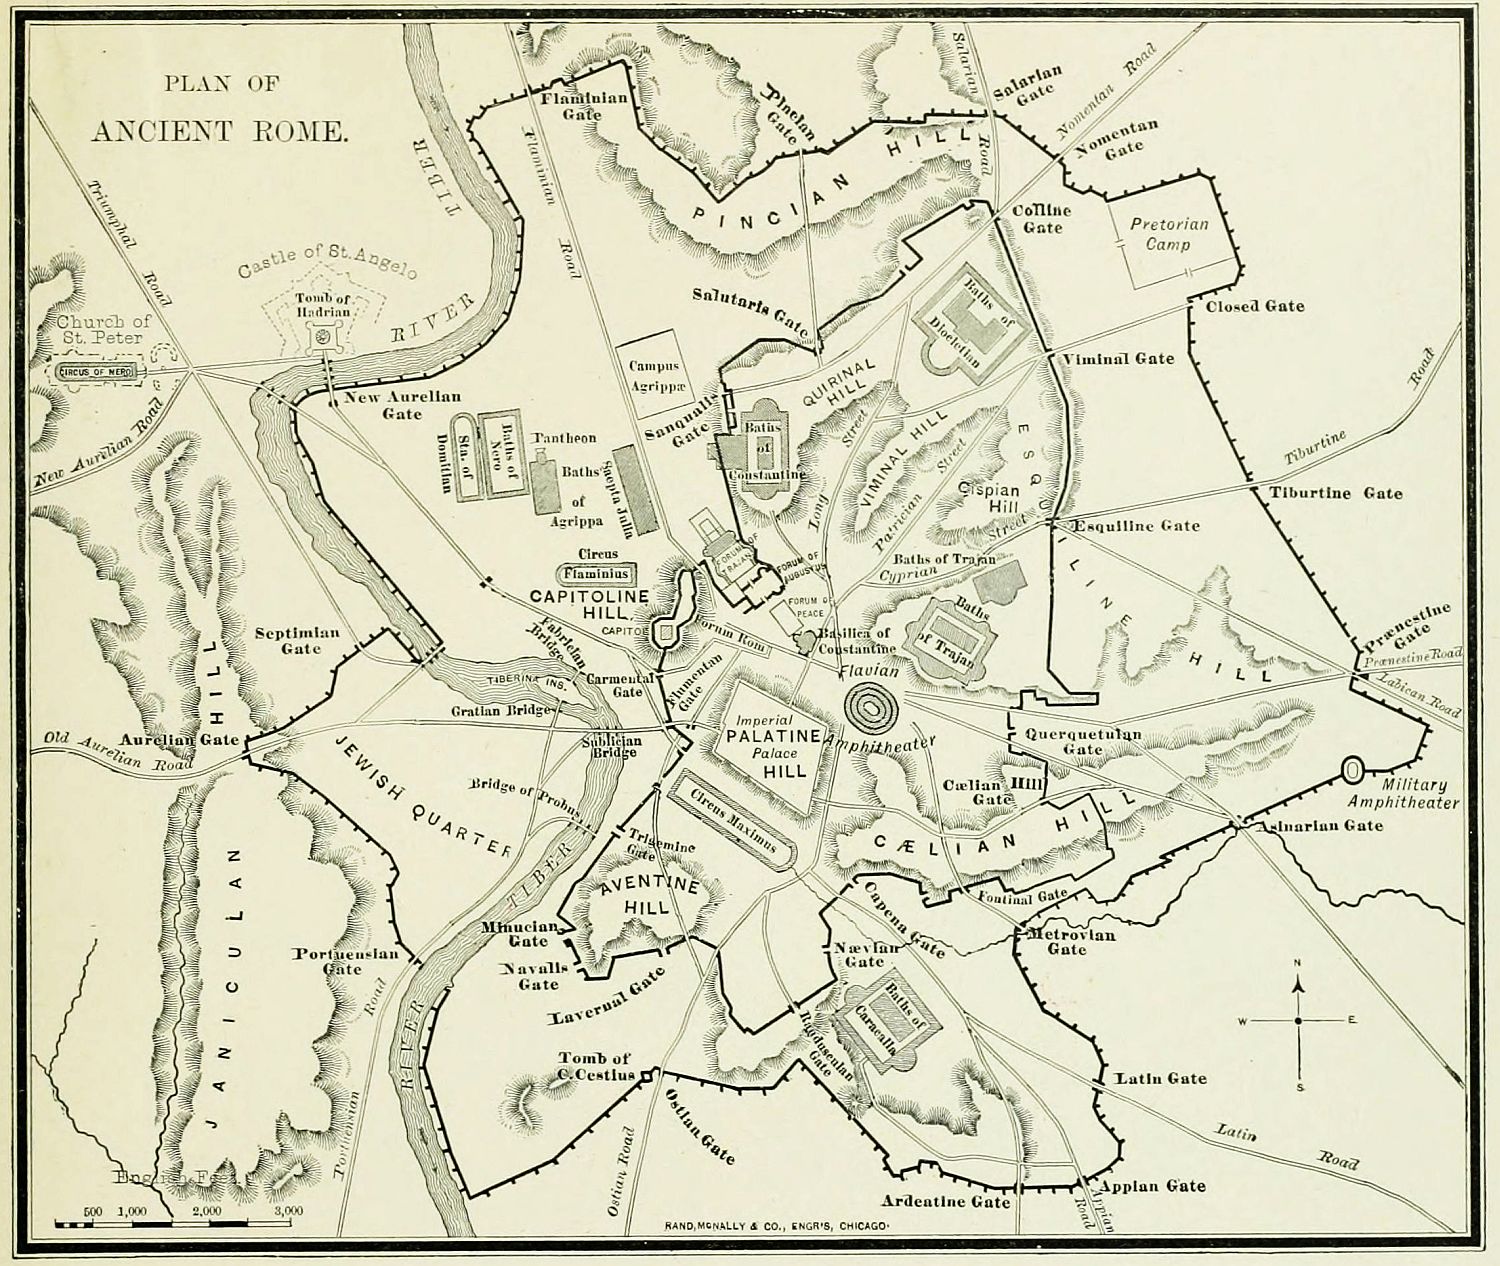 PLAN OF
ANCIENT ROME.
TIBER
RIVER
Triumphal
Road
Castle of St. Angelo
Tomb of
Hadrian
Church of
St. Peter
CIRCUS OF NERO
New Aurelian Road
New Aurelian
Gate
Flaminian
Gate
Flaminian
Road
Pincian
Gate
PINCIAN HILL
Salarian
Road
Salarian
Gate
Nomentan Road
Nomentan
Gate
Colline
Gate
Pretorian
Camp
Closed Gate
Viminal Gate
Salutaris Gate
Baths of
Diocletian
Campus
Agrippæ
Sanqualis
Gate
QUIRINAL
HILL
Baths
of
Constantine
Long
Street
VIMINAL HILL
Patrician
Street
Cispian
Hill
ESQUILINE
HILL
Tiburtine
Road
Tiburtine Gate
Esquiline Gate
Sta. of
Domitian
Baths of
Nero
Pantheon
Baths
of
Agrippa
Saepta Julia
Circus
Flaminius
CAPITOLINE
HILL
CAPITOL
FORUM OF
TRAJAN
FORUM OF
AUGUSTUS
FORUM OF
PEACE
Cyprian
Street
Baths of Trajan
Baths
of Trajan
Basilica of
Constantine
Forum Rom
Flavian
Amphitheater
Septimian
Gate
Fabrician
Bridge
TIBERINA INS.
Carmental
Gate
Flumentan
Gate
Gratian Bridge
Sublician
Bridge
Imperial
PALATINE
Palace
HILL
Circus Maximus
Prænestine
Gate
Prænestine Road
Labican Road
Querquetulan
Gate
Cælian Hill
Gate
CÆLIAN HILL
Military
Amphitheater
Asinarian Gate
Aurelian Gate
Old Aurelian Road
JEWISH QUARTER
Bridge of Probus
Trigemine
Gate
AVENTINE
HILL
TIBER
RIVER
Minucian
Gate
Navalis
Gate
Lavernal Gate
Portuensian
Gate
Portuensian
Road
JANICULAN
HILL
Capena Gate
Fontinal Gate
Metrovian
Gate
Nævian
Gate
Baths of
Caracalla
Raudusculan
Gate
Tomb of
C. Cestius
Ostian Gate
Ostian Road
Latin Gate
Latin
Road
Ardeatine Gate
Appian Gate
Appian
Road
N
W
E
S
English Feet.
500 1,000 2,000 3,000
RAND, McNALLY & CO., ENGR'S, CHICAGO.